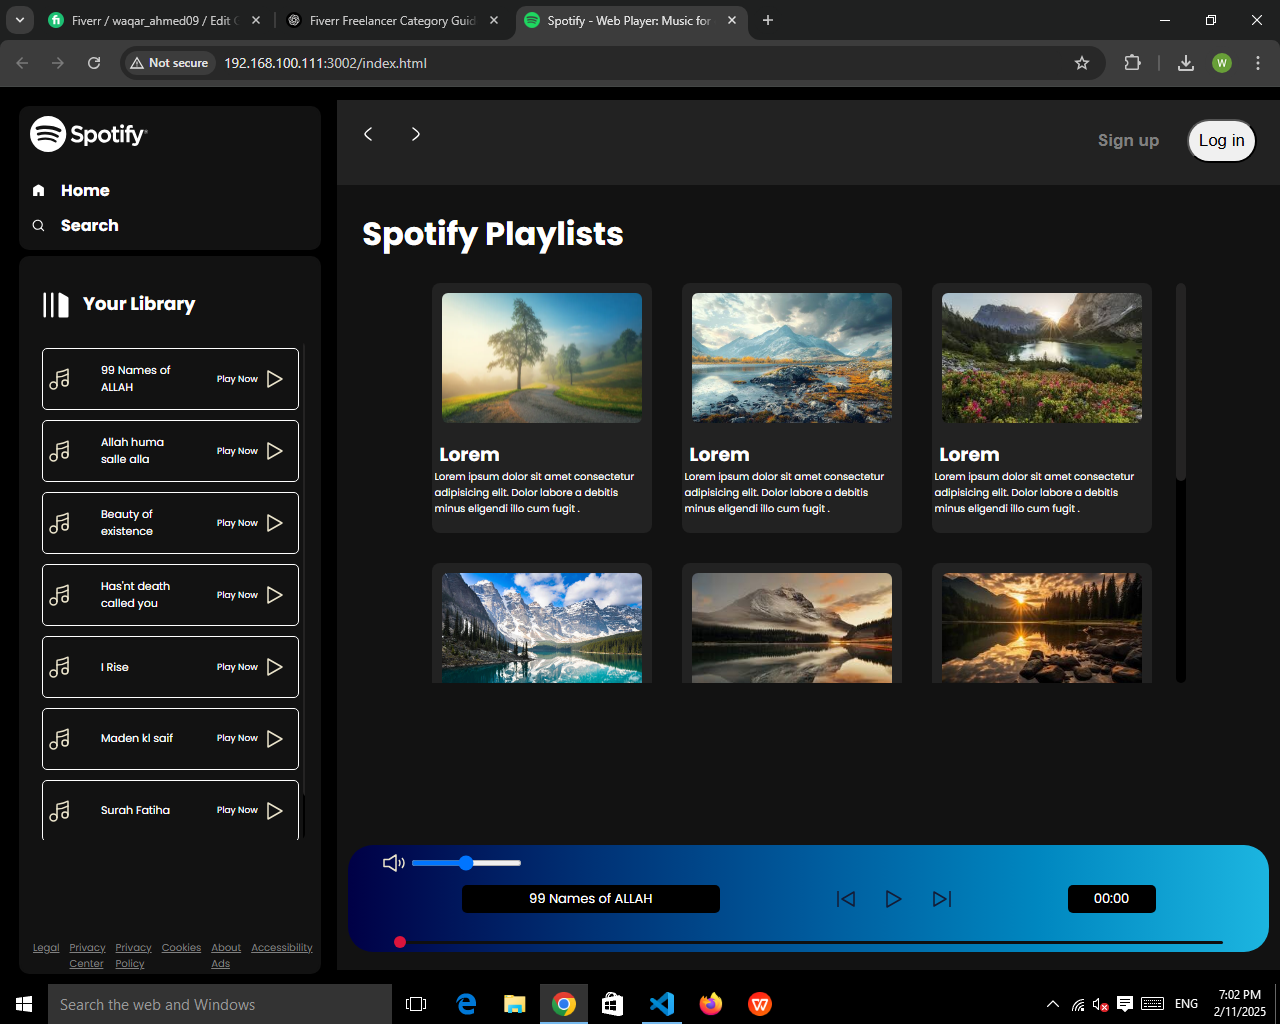 Fiverr / waqar_ahmed09 / Edit
Fiverr Freelancer Category Guid
Spotify - Web Player: Music for
Not secure
192.168.100.111:3002/index.html
W
Spotify
Home
Search
Your Library
99 Names of
ALLAH
Play Now
Allah huma
salle alla
Play Now
Beauty of
existence
Play Now
Has'nt death
called you
Play Now
I Rise
Play Now
Maden kl saif
Play Now
Surah Fatiha
Play Now
Legal
Privacy
Center
Privacy
Policy
Cookies
About
Ads
Accessibility
Sign up
Log in
Spotify Playlists
Lorem
Lorem ipsum dolor sit amet consectetur
adipisicing elit. Dolor labore a debitis
minus eligendi illo cum fugit .
Lorem
Lorem ipsum dolor sit amet consectetur
adipisicing elit. Dolor labore a debitis
minus eligendi illo cum fugit .
Lorem
Lorem ipsum dolor sit amet consectetur
adipisicing elit. Dolor labore a debitis
minus eligendi illo cum fugit .
99 Names of ALLAH
00:00
Search the web and Windows
ENG
7:02 PM
2/11/2025